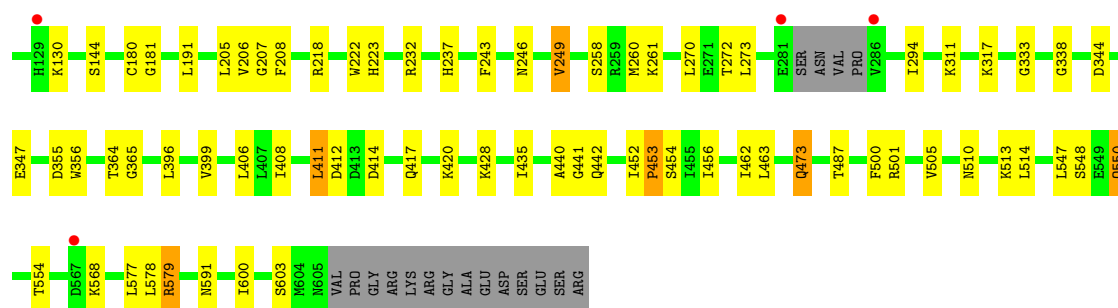 H129 K130 S144 C180 G181 L191 L205 V206 G207 F208 R218 W222 H223 R232 H237 F243 N246 V249 S258 R259 M260 K261 L270 E271 T272 L273 E281 SER ASN VAL PRO V286 I294 K311 K317 G333 G338 D344
E347 D355 W356 T364 G365 L396 V399 L406 L407 I408 L411 D412 D413 D414 Q417 K420 K428 I435 A440 G441 Q442 I452 P453 S454 I455 I456 I462 L463 Q473 T487 F500 R501 V505 N510 K513 L514 L547 S548 E549
T554 D567 K568 L577 L578 R579 N591 I600 S603 M604 N605 VAL PRO GLY ARG LYS ARG GLY ALA GLU ASP SER GLU SER ARG